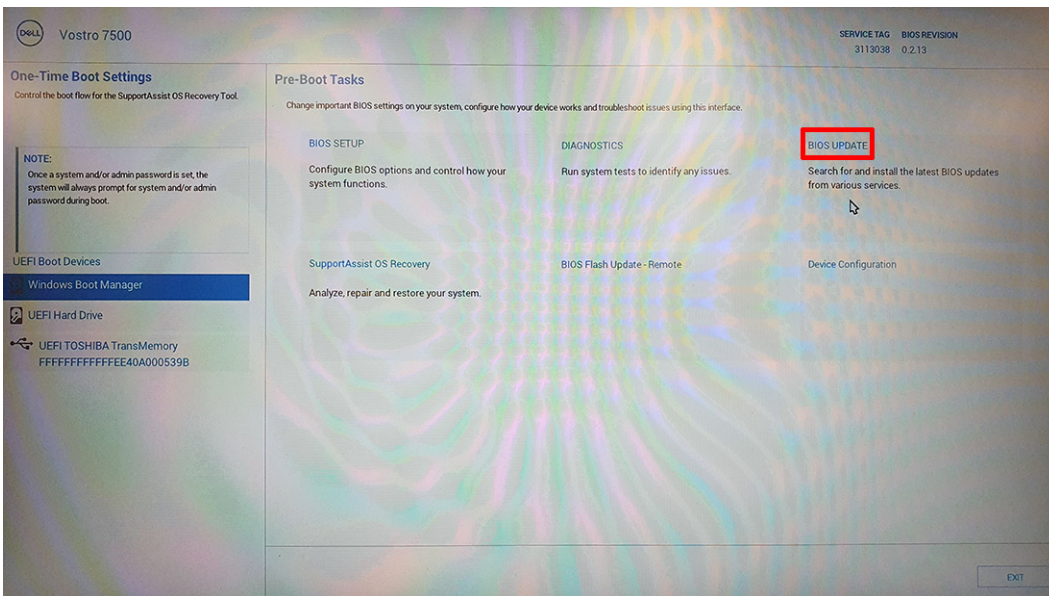 DELL
Vostro 7500
SERVICE TAG BIOS REVISION
3113038 0.2.13
One-Time Boot Settings
Control the boot flow for the SupportAssist OS Recovery Tool.
NOTE:
Once a system and/or admin password is set, the
system will always prompt for system and/or admin
password during boot.
UEFI Boot Devices
Windows Boot Manager
UEFI Hard Drive
UEFI TOSHIBA TransMemory
FFFFFFFFFFFFEE40A000539B
Pre-Boot Tasks
Change important BIOS settings on your system, configure how your device works and troubleshoot issues using this interface.
BIOS SETUP
Configure BIOS options and control how your
system functions.
DIAGNOSTICS
Run system tests to identify any issues.
BIOS UPDATE
Search for and install the latest BIOS updates
from various services.
SupportAssist OS Recovery
Analyze, repair and restore your system.
BIOS Flash Update - Remote
Device Configuration
EXIT